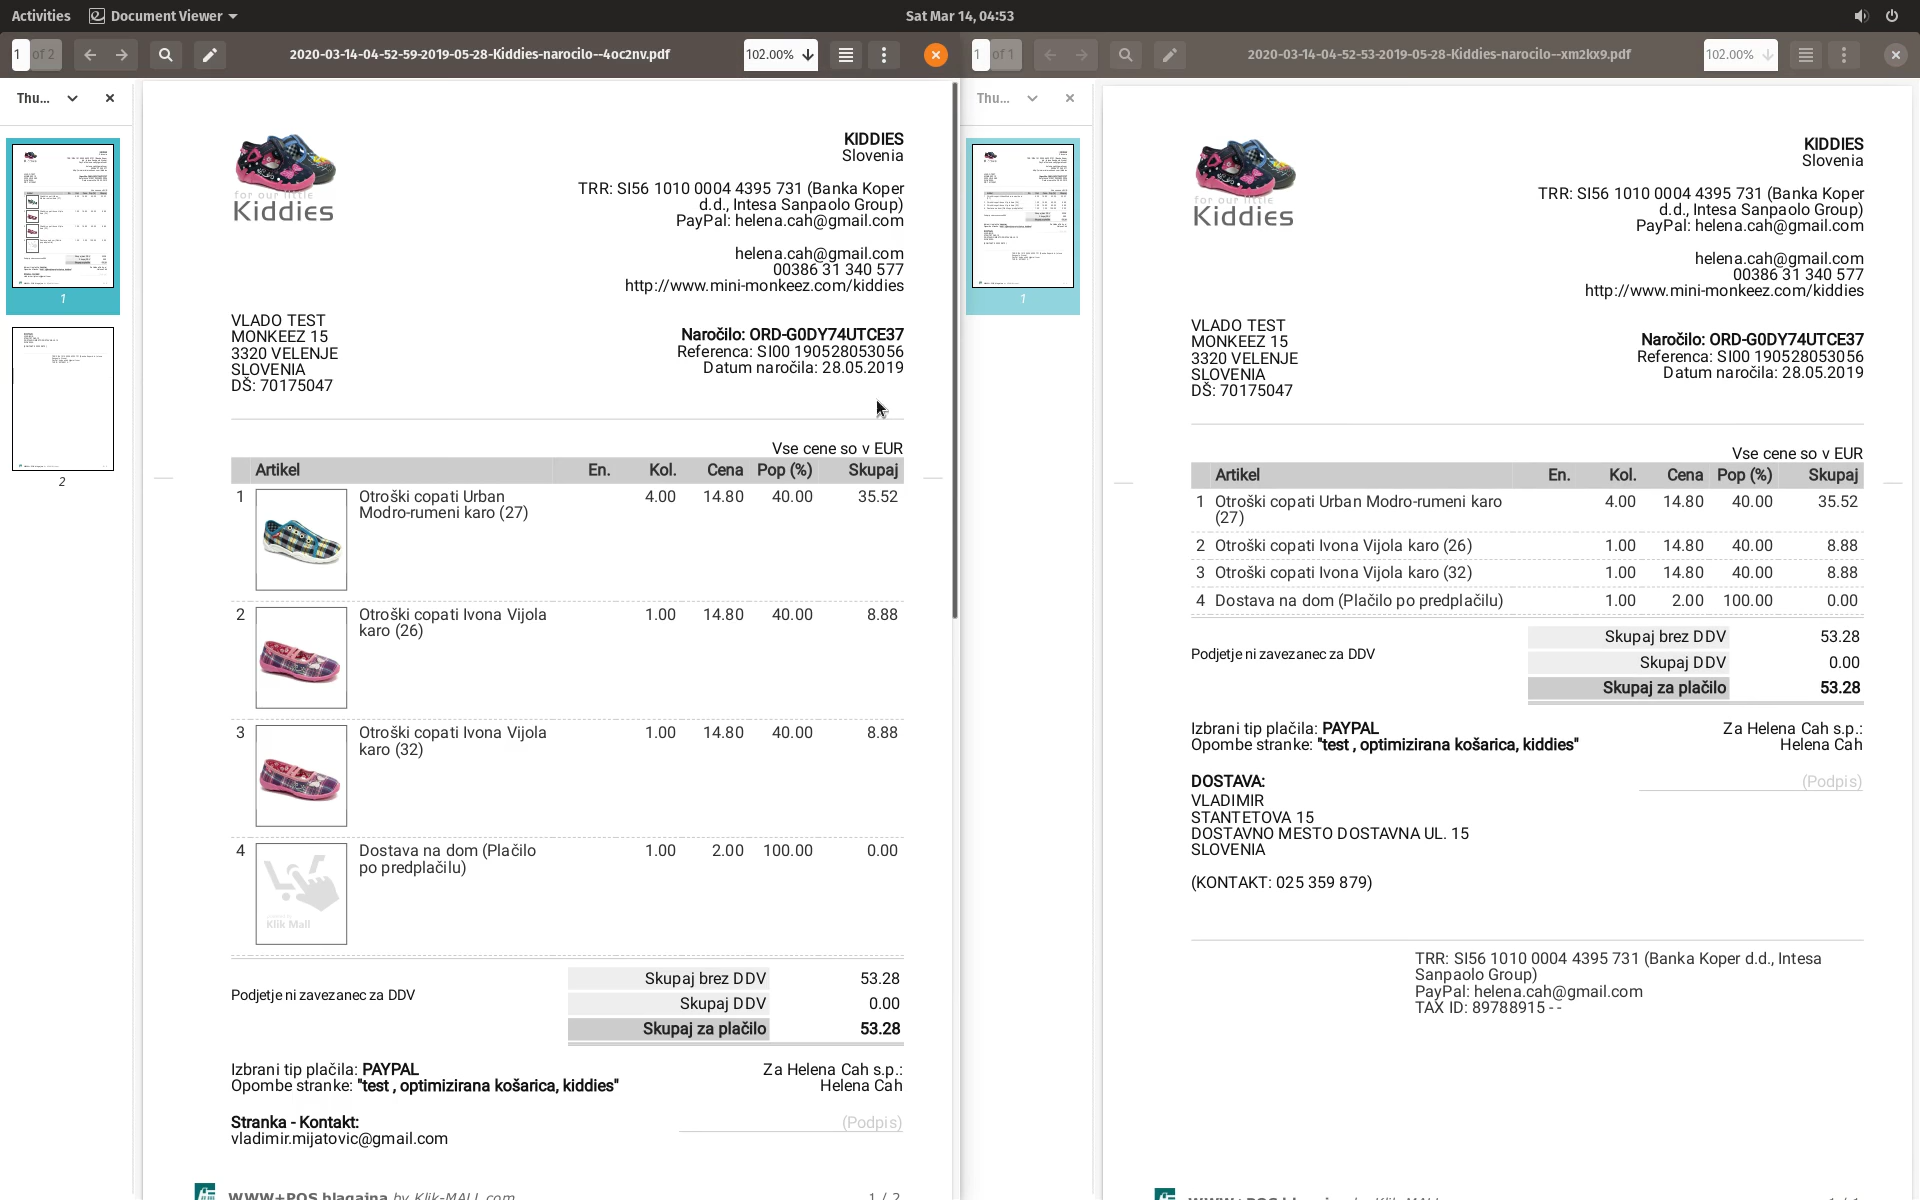 Activities
Document Viewer
Sat Mar 14, 04:53
1 of 2
2020-03-14-04-52-59-2019-05-28-Kiddies-narocilo--4oc2nv.pdf
102.00%
Thu...
1
2
for our little
Kiddies
KIDDIES
Slovenia
TRR: SI56 1010 0004 4395 731 (Banka Koper
d.d., Intesa Sanpaolo Group)
PayPal: helena.cah@gmail.com
helena.cah@gmail.com
00386 31 340 577
http://www.mini-monkeez.com/kiddies
VLADO TEST
MONKEEZ 15
3320 VELENJE
SLOVENIA
DŠ: 70175047
Naročilo: ORD-G0DY74UTCE37
Referenca: SI00 190528053056
Datum naročila: 28.05.2019
Vse cene so v EUR
Artikel En. Kol. Cena Pop (%) Skupaj
1 Otroški copati Urban 4.00 14.80 40.00 35.52
Modro-rumeni karo (27)
2 Otroški copati Ivona Vijola 1.00 14.80 40.00 8.88
karo (26)
3 Otroški copati Ivona Vijola 1.00 14.80 40.00 8.88
karo (32)
4 Dostava na dom (Plačilo 1.00 2.00 100.00 0.00
po predplačilu)
Klik Mall
Skupaj brez DDV 53.28
Podjetje ni zavezanec za DDV
Skupaj DDV 0.00
Skupaj za plačilo 53.28
Izbrani tip plačila: PAYPAL
Opombe stranke: "test , optimizirana košarica, kiddies"
Za Helena Cah s.p.:
Helena Cah
Stranka - Kontakt:
vladimir.mijatovic@gmail.com
(Podpis)
WWW+POS blagajna by Klik-MALL.com 1 / 2
1 of 1
2020-03-14-04-52-53-2019-05-28-Kiddies-narocilo--xm2kx9.pdf
102.00%
Thu...
1
for our little
Kiddies
KIDDIES
Slovenia
TRR: SI56 1010 0004 4395 731 (Banka Koper
d.d., Intesa Sanpaolo Group)
PayPal: helena.cah@gmail.com
helena.cah@gmail.com
00386 31 340 577
http://www.mini-monkeez.com/kiddies
VLADO TEST
MONKEEZ 15
3320 VELENJE
SLOVENIA
DŠ: 70175047
Naročilo: ORD-G0DY74UTCE37
Referenca: SI00 190528053056
Datum naročila: 28.05.2019
Vse cene so v EUR
Artikel En. Kol. Cena Pop (%) Skupaj
1 Otroški copati Urban Modro-rumeni karo 4.00 14.80 40.00 35.52
(27)
2 Otroški copati Ivona Vijola karo (26) 1.00 14.80 40.00 8.88
3 Otroški copati Ivona Vijola karo (32) 1.00 14.80 40.00 8.88
4 Dostava na dom (Plačilo po predplačilu) 1.00 2.00 100.00 0.00
Skupaj brez DDV 53.28
Podjetje ni zavezanec za DDV
Skupaj DDV 0.00
Skupaj za plačilo 53.28
Izbrani tip plačila: PAYPAL
Opombe stranke: "test , optimizirana košarica, kiddies"
Za Helena Cah s.p.:
Helena Cah
(Podpis)
DOSTAVA:
VLADIMIR
STANTETOVA 15
DOSTAVNO MESTO DOSTAVNA UL. 15
SLOVENIA
(KONTAKT: 025 359 879)
TRR: SI56 1010 0004 4395 731 (Banka Koper d.d., Intesa
Sanpaolo Group)
PayPal: helena.cah@gmail.com
TAX ID: 89788915 - -